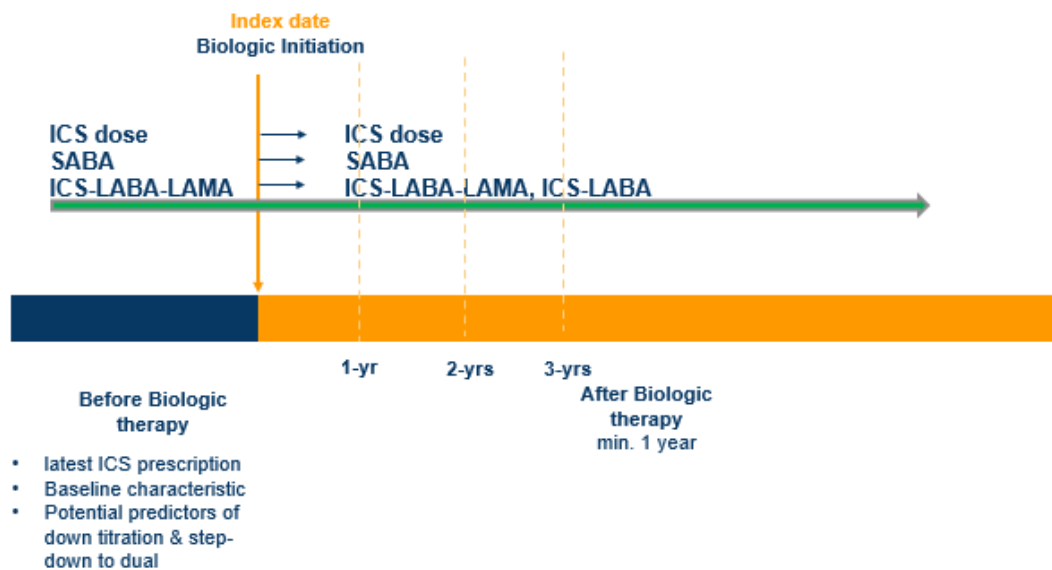 Index date
Biologic Initiation
ICS dose
SABA
ICS-LABA-LAMA
ICS dose
SABA
ICS-LABA-LAMA, ICS-LABA
1-yr
2-yrs
3-yrs
Before Biologic
therapy
• latest ICS prescription
• Baseline characteristic
• Potential predictors of
down titration & step-
down to dual
After Biologic
therapy
min. 1 year